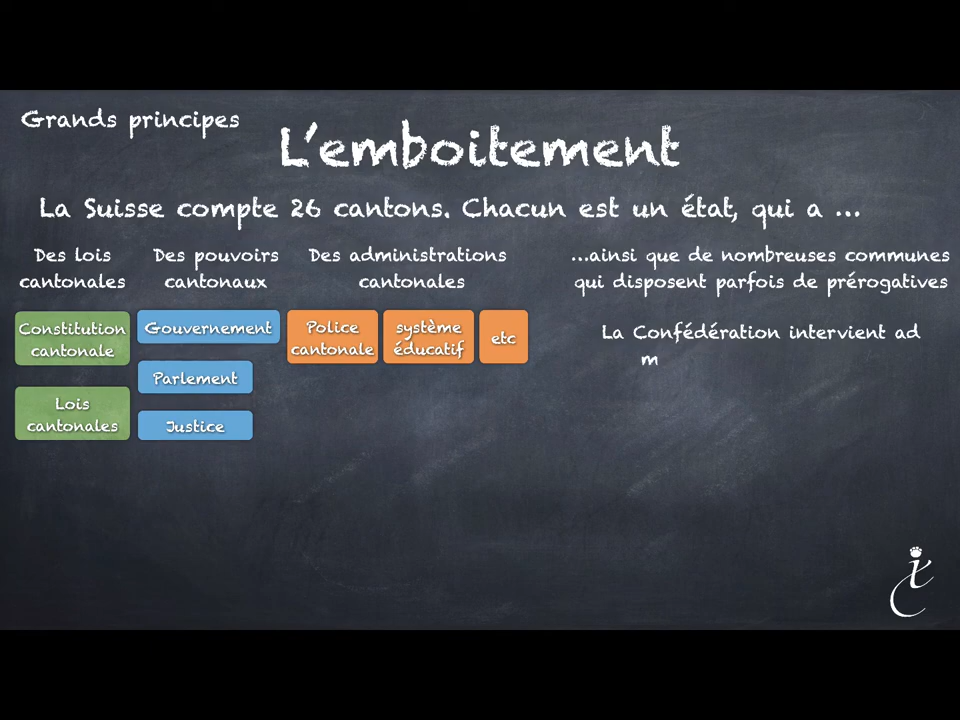 Grands principes
L'emboitement
La Suisse compte 26 cantons. Chacun est un état, qui a ...
Des lois
cantonales
Des pouvoirs
cantonaux
Des administrations
cantonales
...ainsi que de nombreuses communes
qui disposent parfois de prérogatives
Constitution
cantonale
Lois
cantonales
Gouvernement
Parlement
Justice
Police
cantonale
système
éducatif
etc
La Confédération intervient ad
m